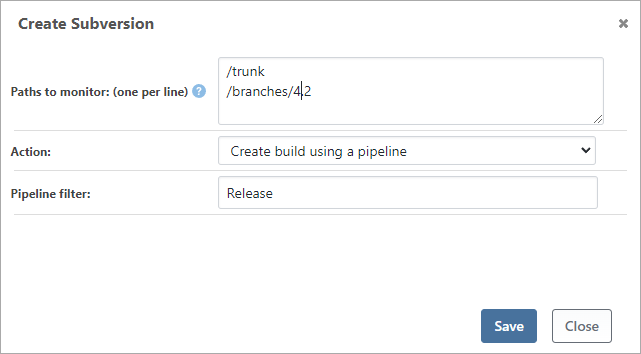 Create Subversion
Paths to monitor: (one per line)
/trunk
/branches/4.2
Action:
Create build using a pipeline
Pipeline filter:
Release
Save
Close